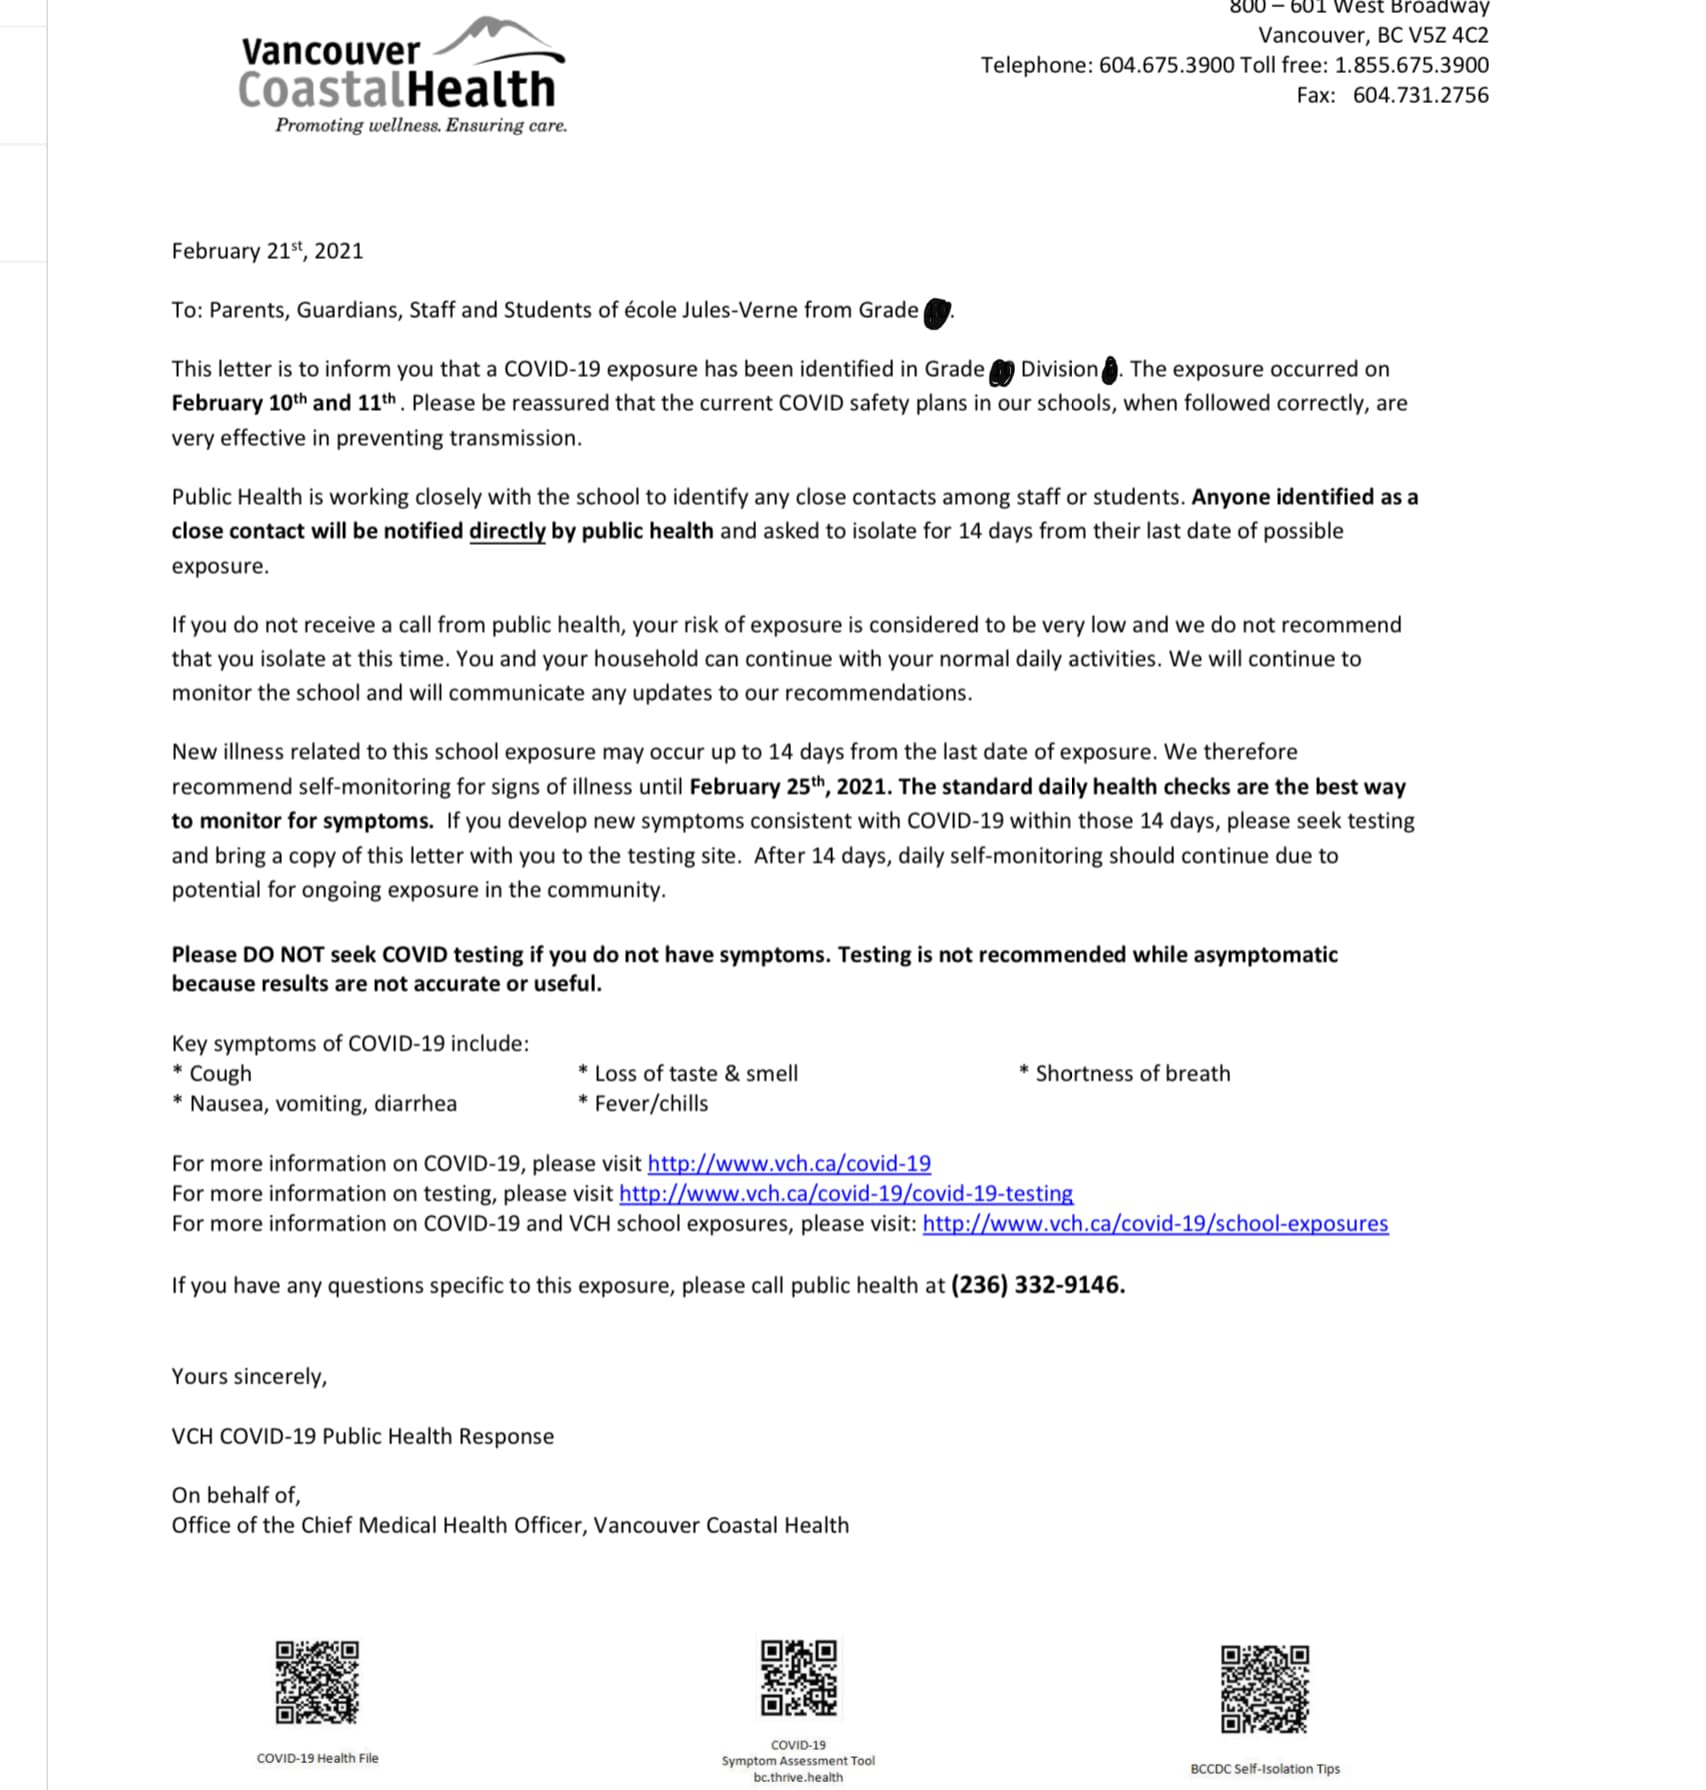 800 – 601 West Broadway
Vancouver, BC V5Z 4C2
Telephone: 604.675.3900 Toll free: 1.855.675.3900
Fax: 604.731.2756
Vancouver
CoastalHealth
Promoting wellness. Ensuring care.
February 21st, 2021
To: Parents, Guardians, Staff and Students of école Jules-Verne from Grade .
This letter is to inform you that a COVID-19 exposure has been identified in Grade Division . The exposure occurred on
February 10th and 11th . Please be reassured that the current COVID safety plans in our schools, when followed correctly, are
very effective in preventing transmission.
Public Health is working closely with the school to identify any close contacts among staff or students. Anyone identified as a
close contact will be notified directly by public health and asked to isolate for 14 days from their last date of possible
exposure.
If you do not receive a call from public health, your risk of exposure is considered to be very low and we do not recommend
that you isolate at this time. You and your household can continue with your normal daily activities. We will continue to
monitor the school and will communicate any updates to our recommendations.
New illness related to this school exposure may occur up to 14 days from the last date of exposure. We therefore
recommend self-monitoring for signs of illness until February 25th, 2021. The standard daily health checks are the best way
to monitor for symptoms. If you develop new symptoms consistent with COVID-19 within those 14 days, please seek testing
and bring a copy of this letter with you to the testing site. After 14 days, daily self-monitoring should continue due to
potential for ongoing exposure in the community.
Please DO NOT seek COVID testing if you do not have symptoms. Testing is not recommended while asymptomatic
because results are not accurate or useful.
Key symptoms of COVID-19 include:
* Cough * Loss of taste & smell * Shortness of breath
* Nausea, vomiting, diarrhea * Fever/chills
For more information on COVID-19, please visit http://www.vch.ca/covid-19
For more information on testing, please visit http://www.vch.ca/covid-19/covid-19-testing
For more information on COVID-19 and VCH school exposures, please visit: http://www.vch.ca/covid-19/school-exposures
If you have any questions specific to this exposure, please call public health at (236) 332-9146.
Yours sincerely,
VCH COVID-19 Public Health Response
On behalf of,
Office of the Chief Medical Health Officer, Vancouver Coastal Health
COVID-19 Health File
COVID-19
Symptom Assessment Tool
bc.thrive.health
BCCDC Self-Isolation Tips